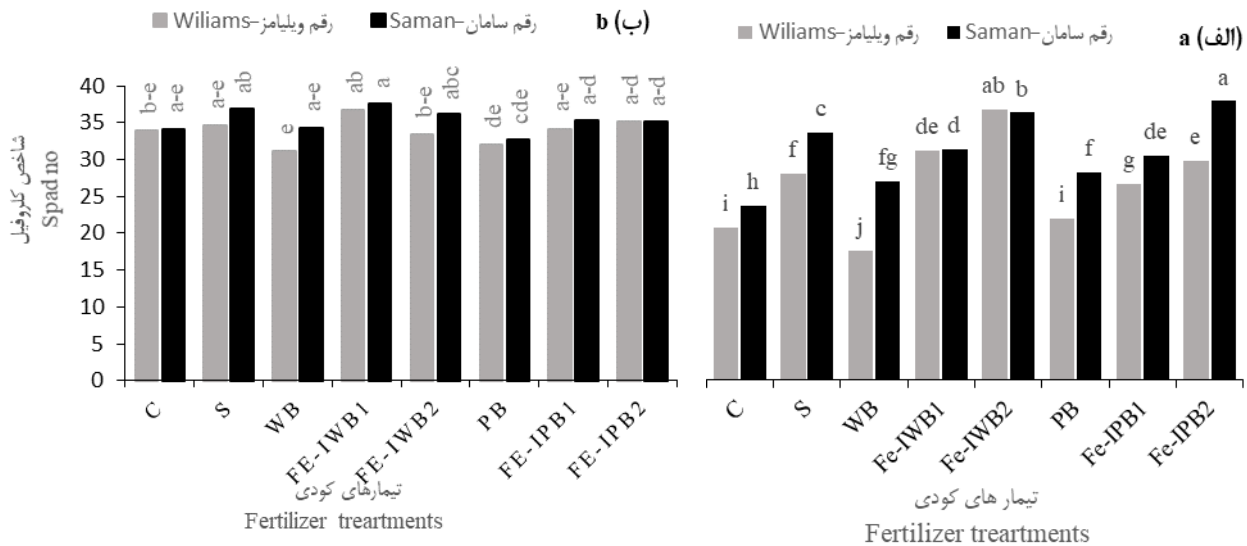 Wiliams-رقم ویلیامز
Saman-رقم سامان
b (ب)
شاخص کلروفیل
Spad no
40
35
30
25
20
15
10
5
0
b-e
a-e
a-e
ab
e
a-e
ab
a
b-e
abc
de
cde
a-e
a-d
a-d
a-d
C
S
WB
FE-IWB1
FE-IWB2
PB
FE-IPB1
FE-IPB2
تیمارهای کودی
Fertilizer treartments
Wiliams-رقم ویلیامز
Saman-رقم سامان
a (الف)
i
h
f
c
j
fg
de
d
ab
b
i
f
g
de
e
a
C
S
WB
Fe-IWB1
Fe-IWB2
PB
Fe-IPB1
Fe-IPB2
تیمار های کودی
Fertilizer treartments